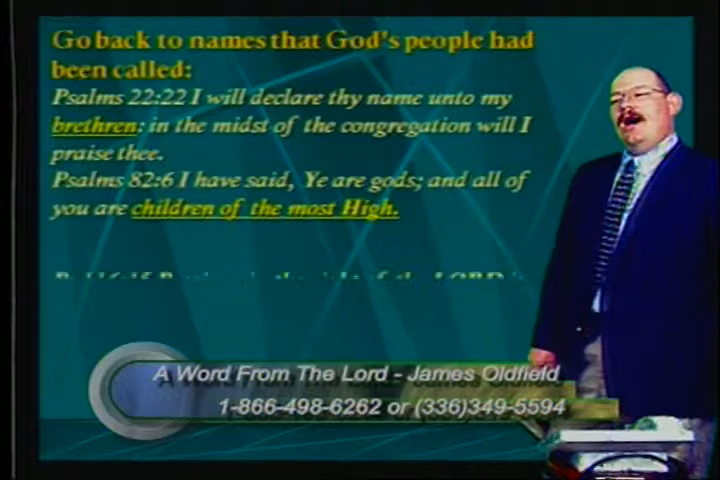 Go back to names that God's people had
been called:
Psalms 22:22 I will declare thy name unto my
brethren: in the midst of the congregation will I
praise thee.
Psalms 82:6 I have said, Ye are gods; and all of
you are children of the most High.
LORD
A Word From The Lord - James Oldfield
1-866-498-6262 or (336)349-5594